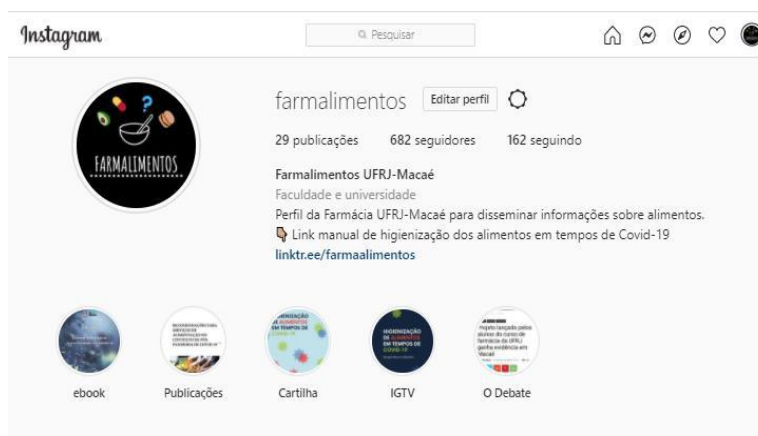 Instagram
Pesquisar
FARMALIMENTOS
farmalimentos
Editar perfil
29 publicações 682 seguidores 162 seguindo
Farmalimentos UFRJ-Macaé
Faculdade e universidade
Perfil da Farmácia UFRJ-Macaé para disseminar informações sobre alimentos.
Link manual de higienização dos alimentos em tempos de Covid-19
linktr.ee/farmaalimentos
HIGIENIZAÇÃO
DE ALIMENTOS
EM TEMPOS DE
COVID-19
HIGIENIZAÇÃO
DE ALIMENTOS
EM TEMPOS DE
COVID-19
Projeto lançado pelos
alunos do curso de
farmácia da UFRJ
ganha evidência em
Macaé
ebook
Publicações
Cartilha
IGTV
O Debate